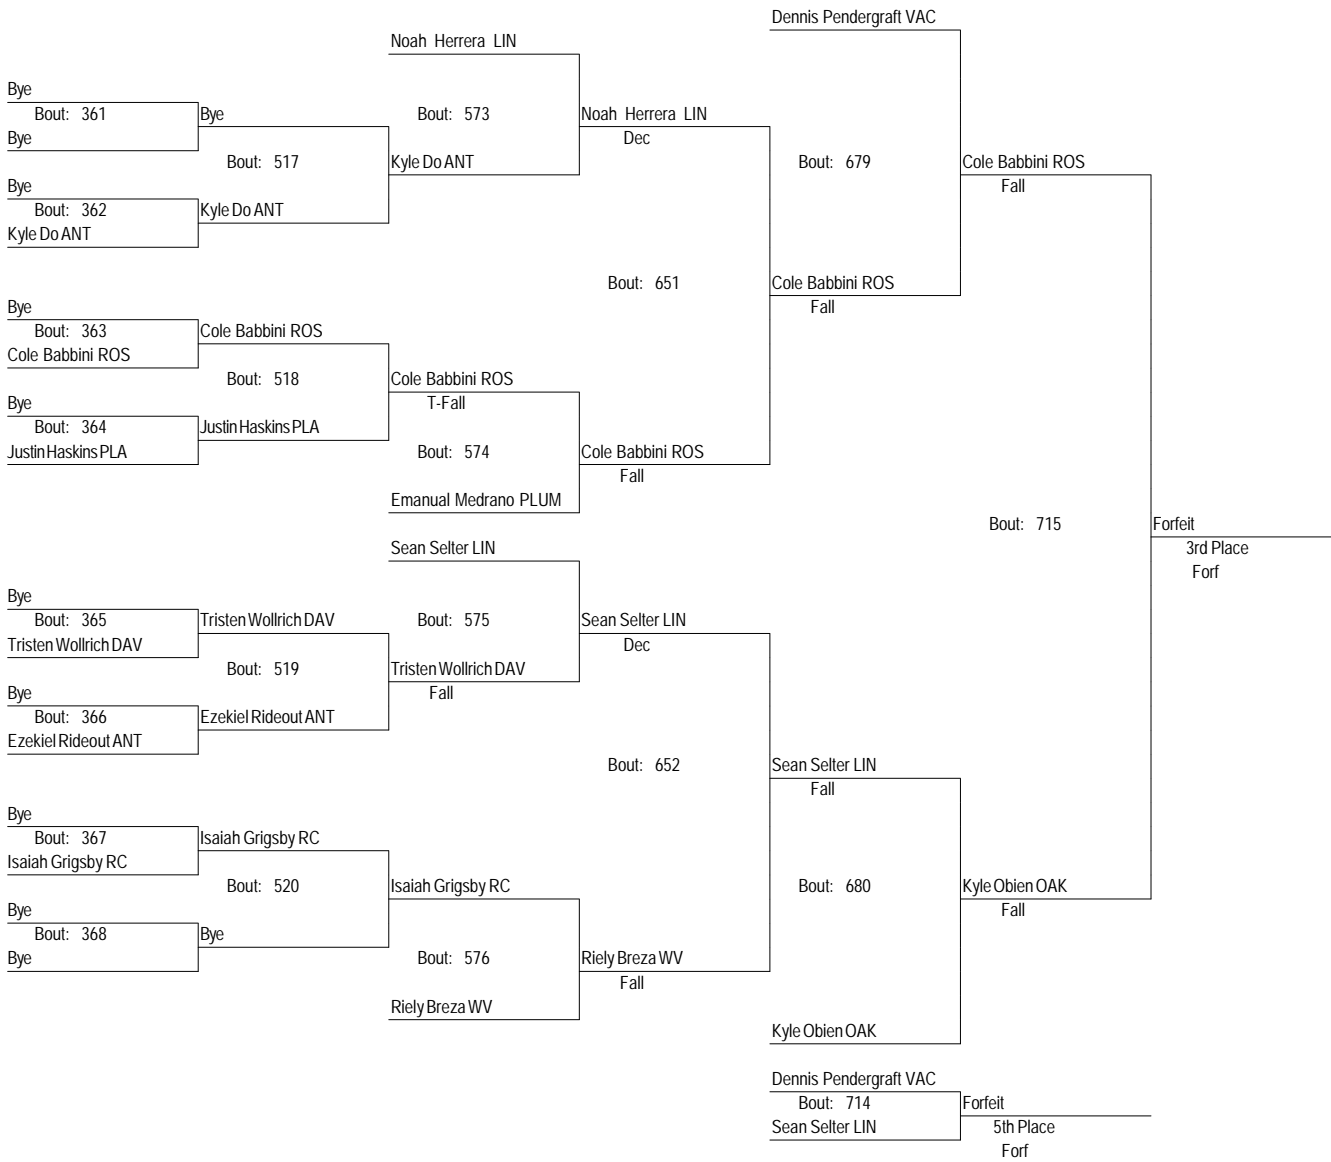 Dennis Pendergraft VAC
Noah Herrera LIN
Bye
Bout: 361
Bye
Bout: 573
Noah Herrera LIN
Bye
Dec
Bout: 517
Kyle Do ANT
Bout: 679
Cole Babbini ROS
Bye
Fall
Bout: 362
Kyle Do ANT
Kyle Do ANT
Bout: 651
Cole Babbini ROS
Bye
Fall
Bout: 363
Cole Babbini ROS
Cole Babbini ROS
Bout: 518
Cole Babbini ROS
Bye
T-Fall
Bout: 364
Justin Haskins PLA
Justin Haskins PLA
Bout: 574
Cole Babbini ROS
Fall
Emanual Medrano PLUM
Bout: 715
Forfeit
Sean Selter LIN
3rd Place
Forf
Bye
Bout: 365
Tristen Wollrich DAV
Bout: 575
Sean Selter LIN
Tristen Wollrich DAV
Dec
Bout: 519
Tristen Wollrich DAV
Bye
Fall
Bout: 366
Ezekiel Rideout ANT
Ezekiel Rideout ANT
Bout: 652
Sean Selter LIN
Fall
Bye
Bout: 367
Isaiah Grigsby RC
Isaiah Grigsby RC
Bout: 520
Isaiah Grigsby RC
Bout: 680
Kyle Obien OAK
Bye
Fall
Bout: 368
Bye
Bye
Bout: 576
Riely Breza WV
Fall
Riely Breza WV
Kyle Obien OAK
Dennis Pendergraft VAC
Bout: 714
Forfeit
Sean Selter LIN
5th Place
Forf